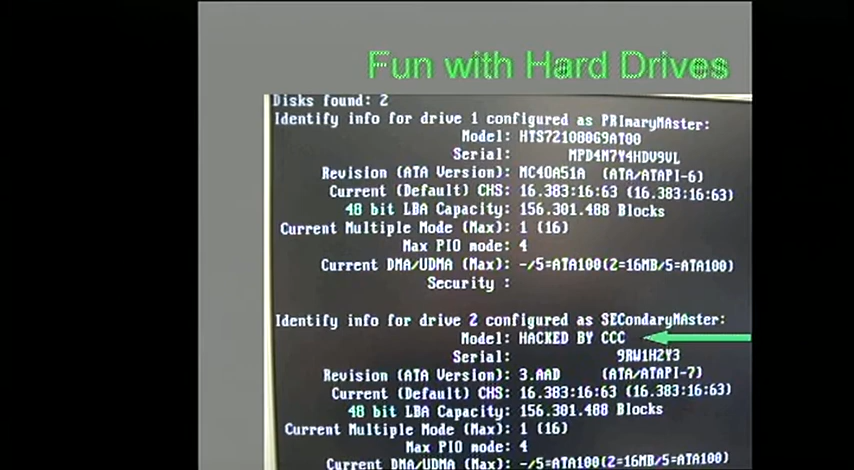 Fun with Hard Drives
Disks found: 2
Identify info for drive 1 configured as PRImaryMAster:
Model: HTS721080G9AT00
Serial: MPD4M7Y4HDV9VL
Revision (ATA Version): MC4OA51A (ATA/ATAPI-6)
Current (Default) CHS: 16.383:16:63 (16.383:16:63)
48 bit LBA Capacity: 156.301.488 Blocks
Current Multiple Mode (Max): 1 (16)
Max PIO mode: 4
Current DMA/UDMA (Max): -/5=ATA100(2=16MB/5=ATA100)
Security :
Identify info for drive 2 configured as SECondaryMAster:
Model: HACKED BY CCC
Serial: 9RW1H2Y3
Revision (ATA Version): 3.AAD (ATA/ATAPI-7)
Current (Default) CHS: 16.383:16:63 (16.383:16:63)
48 bit LBA Capacity: 156.301.488 Blocks
Current Multiple Mode (Max): 1 (16)
Max PIO mode: 4
Current DMA/UDMA (Max): -/5=ATA100(2=16MB/5=ATA100)